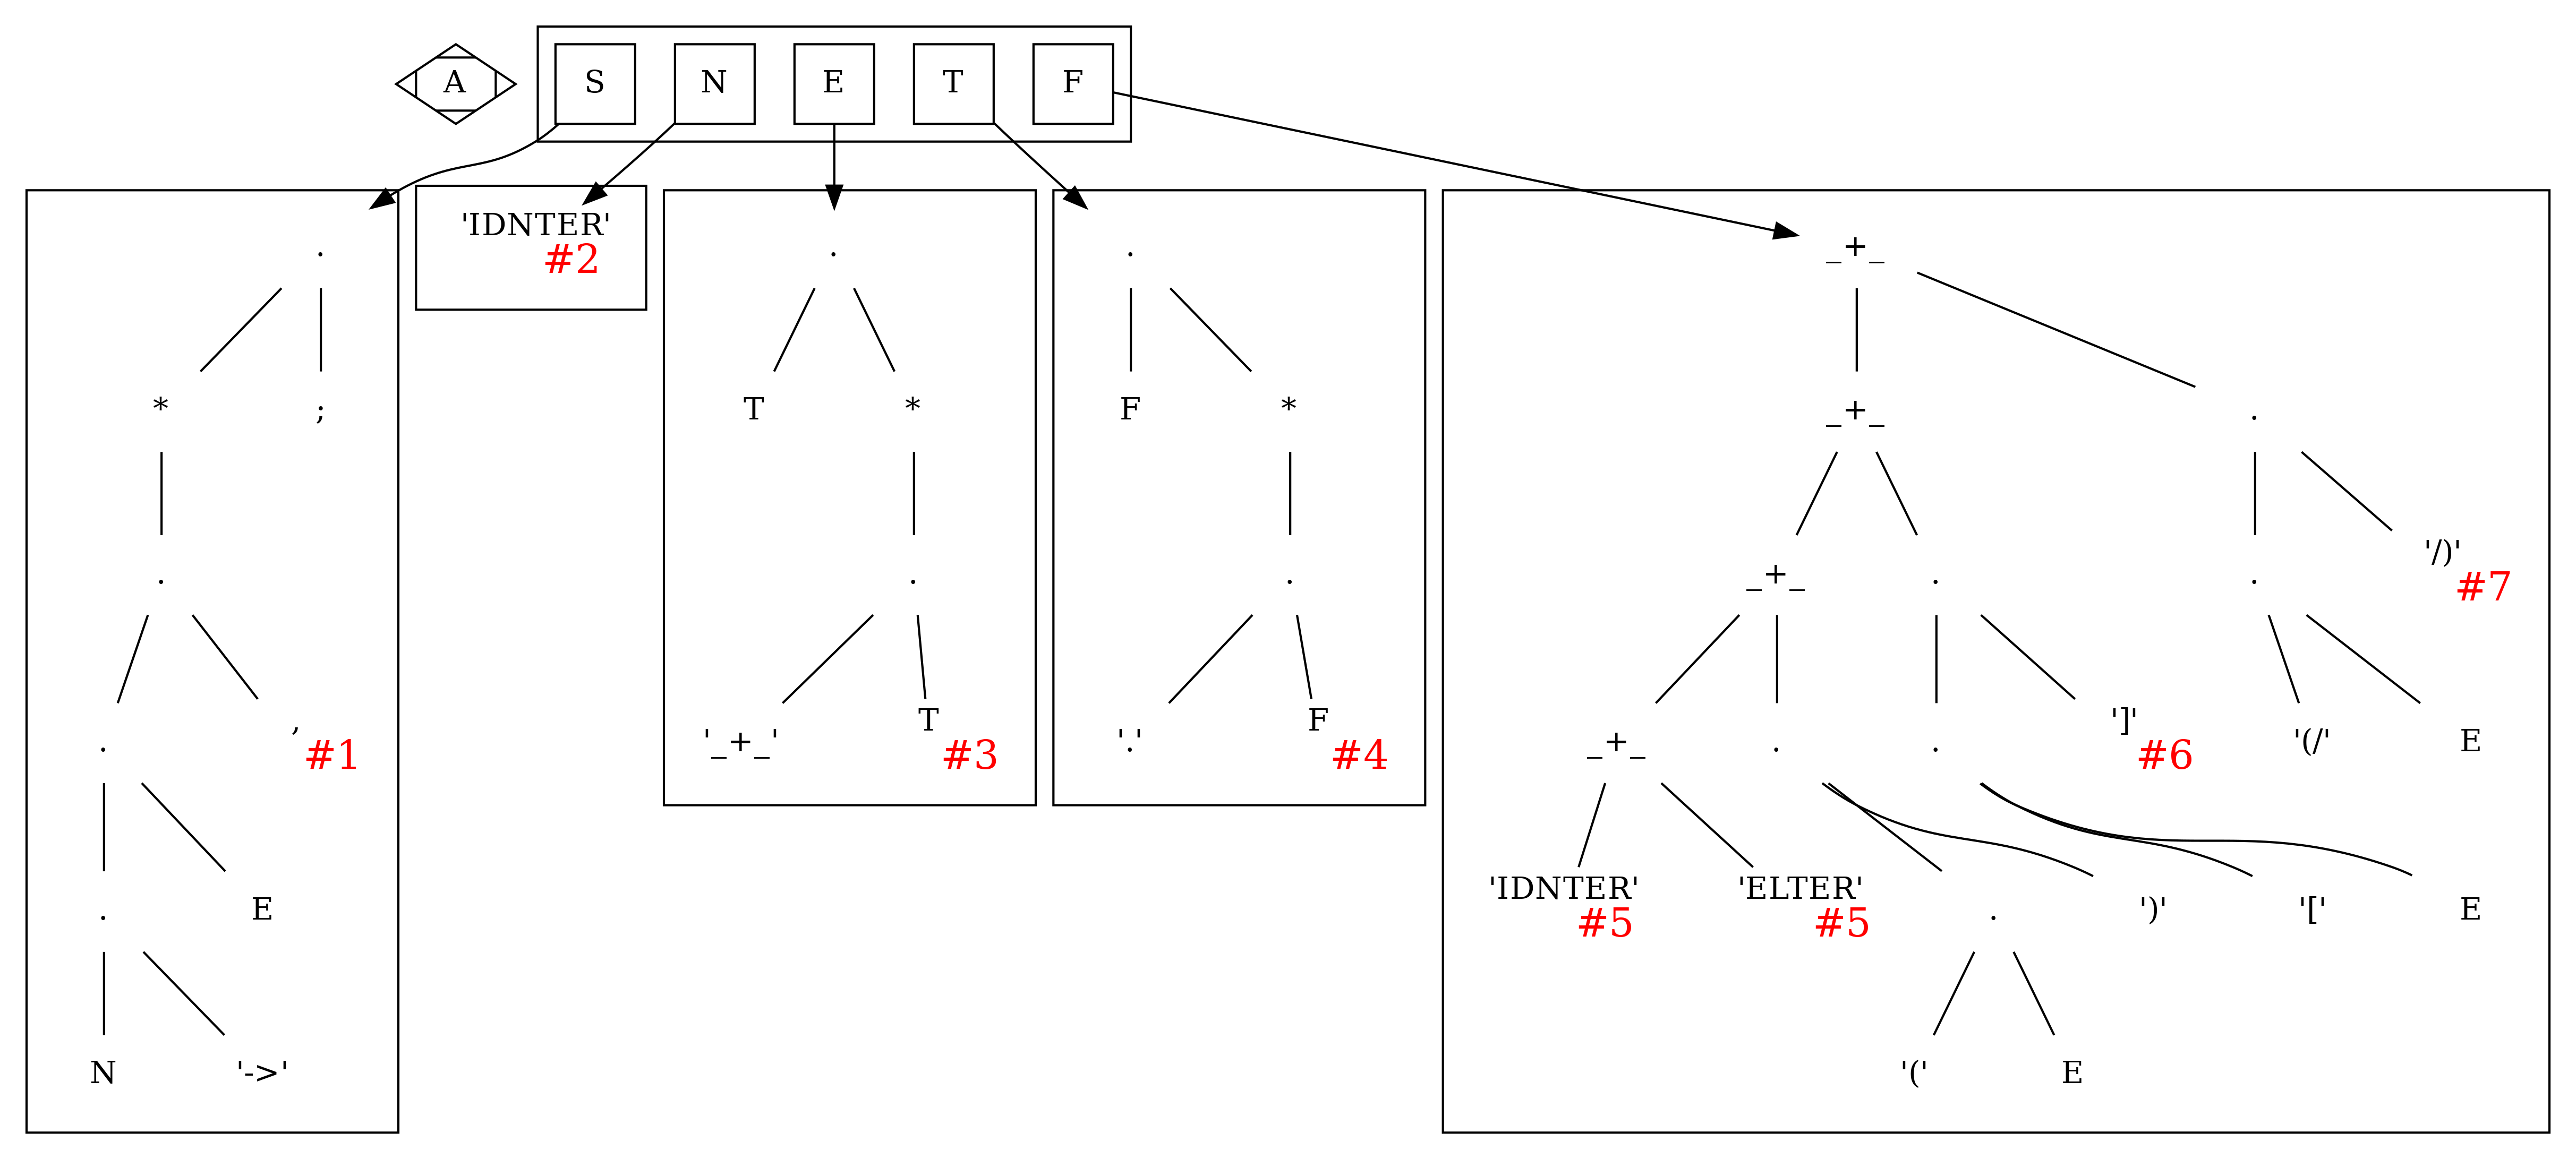 A S N E T F
. 'IDNTER' #2 . . _+_
* ; T * F * _+_ .
. . . _+_ . . '/)' #7
. , #1 '_+_' T #3 '.' F #4 _+_ . . ']' #6 '(/' E
. E 'IDNTER' #5 'ELTER' #5 . ')' '[' E
N '->' '(' E